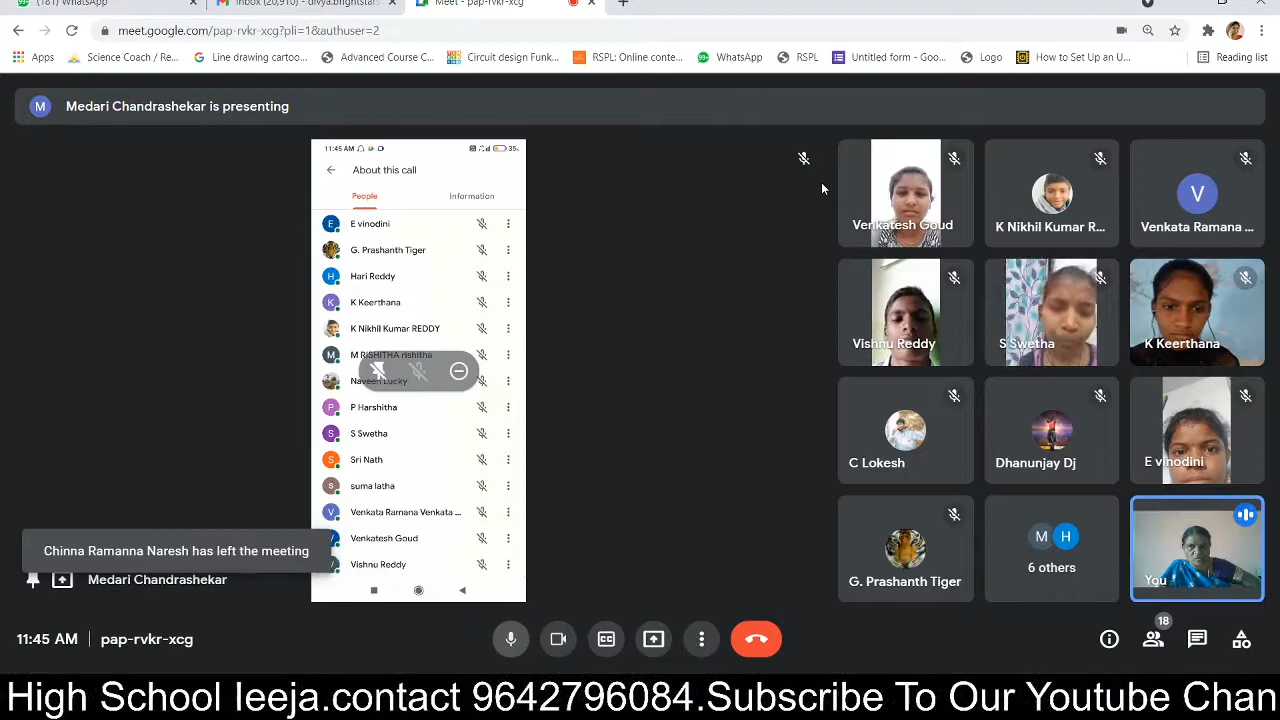 (181) WhatsApp
Inbox (20,910) - divya.brightstars
Meet - pap-rvkr-xcg
meet.google.com/pap-rvkr-xcg?pli=1&authuser=2
Apps
Science Coach / Re...
Line drawing cartoo...
Advanced Course C...
Circuit design Funk...
RSPL: Online conte...
99+
WhatsApp
RSPL
Untitled form - Goo...
Logo
How to Set Up an U...
Reading list
M
Medari Chandrashekar is presenting
11:45 AM
35
About this call
People
Information
E
E vinodini
G. Prashanth Tiger
H
Hari Reddy
K
K Keerthana
K Nikhil Kumar REDDY
M
M RISHITHA rishitha
Naveen Lucky
P
P Harshitha
S
S Swetha
S
Sri Nath
s
suma latha
V
Venkata Ramana Venkata ...
Venkatesh Goud
Vishnu Reddy
Chinna Ramanna Naresh has left the meeting
Medari Chandrashekar
Venkatesh Goud
K Nikhil Kumar R...
V
Venkata Ramana ...
Vishnu Reddy
S Swetha
K Keerthana
C Lokesh
Dhanunjay Dj
E vinodini
G. Prashanth Tiger
M
H
6 others
You
11:45 AM
pap-rvkr-xcg
CC
18
High School Ieeja.contact 9642796084.Subscribe To Our Youtube Chan